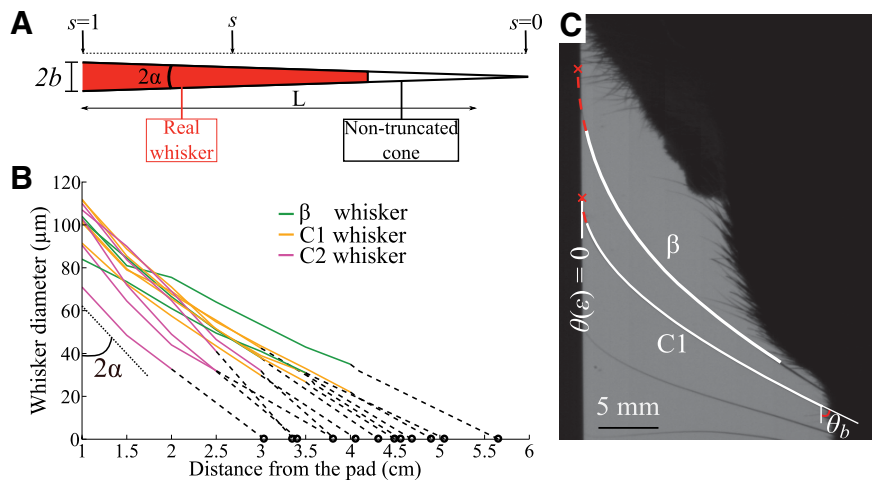 A
s=1
s
s=0
2b
2α
L
Real
whisker
Non-truncated
cone
B
Whisker diameter (μm)
120
100
80
60
40
20
0
β whisker
C1 whisker
C2 whisker
2α
1
1.5
2
2.5
3
3.5
4
4.5
5
5.5
6
Distance from the pad (cm)
C
θ(ε) = 0
β
C1
5 mm
θb